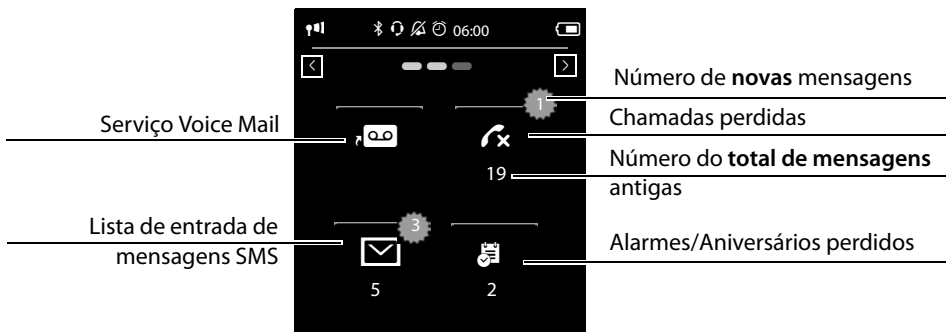 06:00
Número de novas mensagens
1
Serviço Voice Mail
Chamadas perdidas
19
Número do total de mensagens
antigas
Lista de entrada de
mensagens SMS
3
Alarmes/Aniversários perdidos
5
2